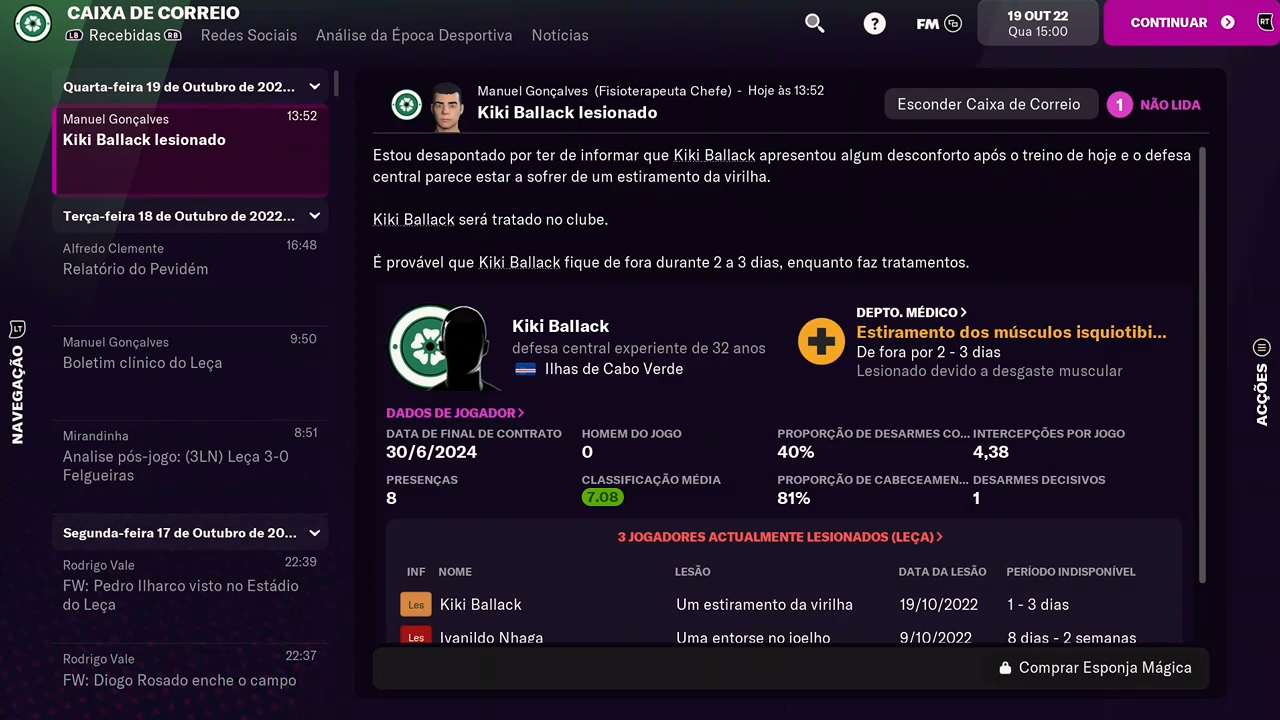 CAIXA DE CORREIO
LB Recebidas RB Redes Sociais Análise da Época Desportiva Notícias
FM
19 OUT 22
Qua 15:00
CONTINUAR
RT
Quarta-feira 19 de Outubro de 202...
Manuel Gonçalves 13:52
Kiki Ballack lesionado
Terça-feira 18 de Outubro de 2022...
Alfredo Clemente 16:48
Relatório do Pevidém
Manuel Gonçalves 9:50
Boletim clínico do Leça
Mirandinha 8:51
Analise pós-jogo: (3LN) Leça 3-0
Felgueiras
Segunda-feira 17 de Outubro de 20...
Rodrigo Vale 22:39
FW: Pedro Ilharco visto no Estádio
do Leça
Rodrigo Vale 22:37
FW: Diogo Rosado enche o campo
NAVEGAÇÃO LT
Manuel Gonçalves (Fisioterapeuta Chefe) - Hoje às 13:52
Kiki Ballack lesionado
Esconder Caixa de Correio
1 NÃO LIDA
Estou desapontado por ter de informar que Kiki Ballack apresentou algum desconforto após o treino de hoje e o defesa
central parece estar a sofrer de um estiramento da virilha.
Kiki Ballack será tratado no clube.
É provável que Kiki Ballack fique de fora durante 2 a 3 dias, enquanto faz tratamentos.
Kiki Ballack
defesa central experiente de 32 anos
Ilhas de Cabo Verde
DEPTO. MÉDICO
Estiramento dos músculos isquiotibi...
De fora por 2 - 3 dias
Lesionado devido a desgaste muscular
DADOS DE JOGADOR
DATA DE FINAL DE CONTRATO HOMEM DO JOGO PROPORÇÃO DE DESARMES CO... INTERCEPÇÕES POR JOGO
30/6/2024 0 40% 4,38
PRESENÇAS CLASSIFICAÇÃO MÉDIA PROPORÇÃO DE CABECEAMEN... DESARMES DECISIVOS
8 7.08 81% 1
3 JOGADORES ACTUALMENTE LESIONADOS (LEÇA)
INF NOME LESÃO DATA DA LESÃO PERÍODO INDISPONÍVEL
Les Kiki Ballack Um estiramento da virilha 19/10/2022 1 - 3 dias
Les Ivanildo Nhaga Uma entorse no joelho 9/10/2022 8 dias - 2 semanas
Comprar Esponja Mágica
ACÇÕES